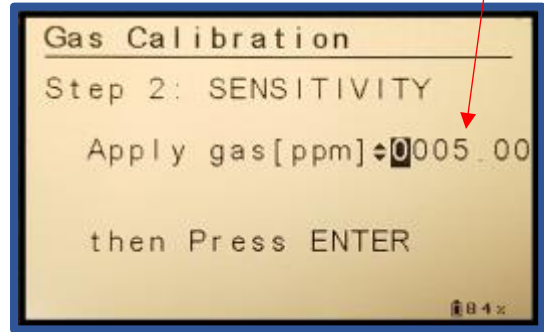 Gas Calibration
Step 2: SENSITIVITY
Apply gas[ppm]0005.00
then Press ENTER
84%